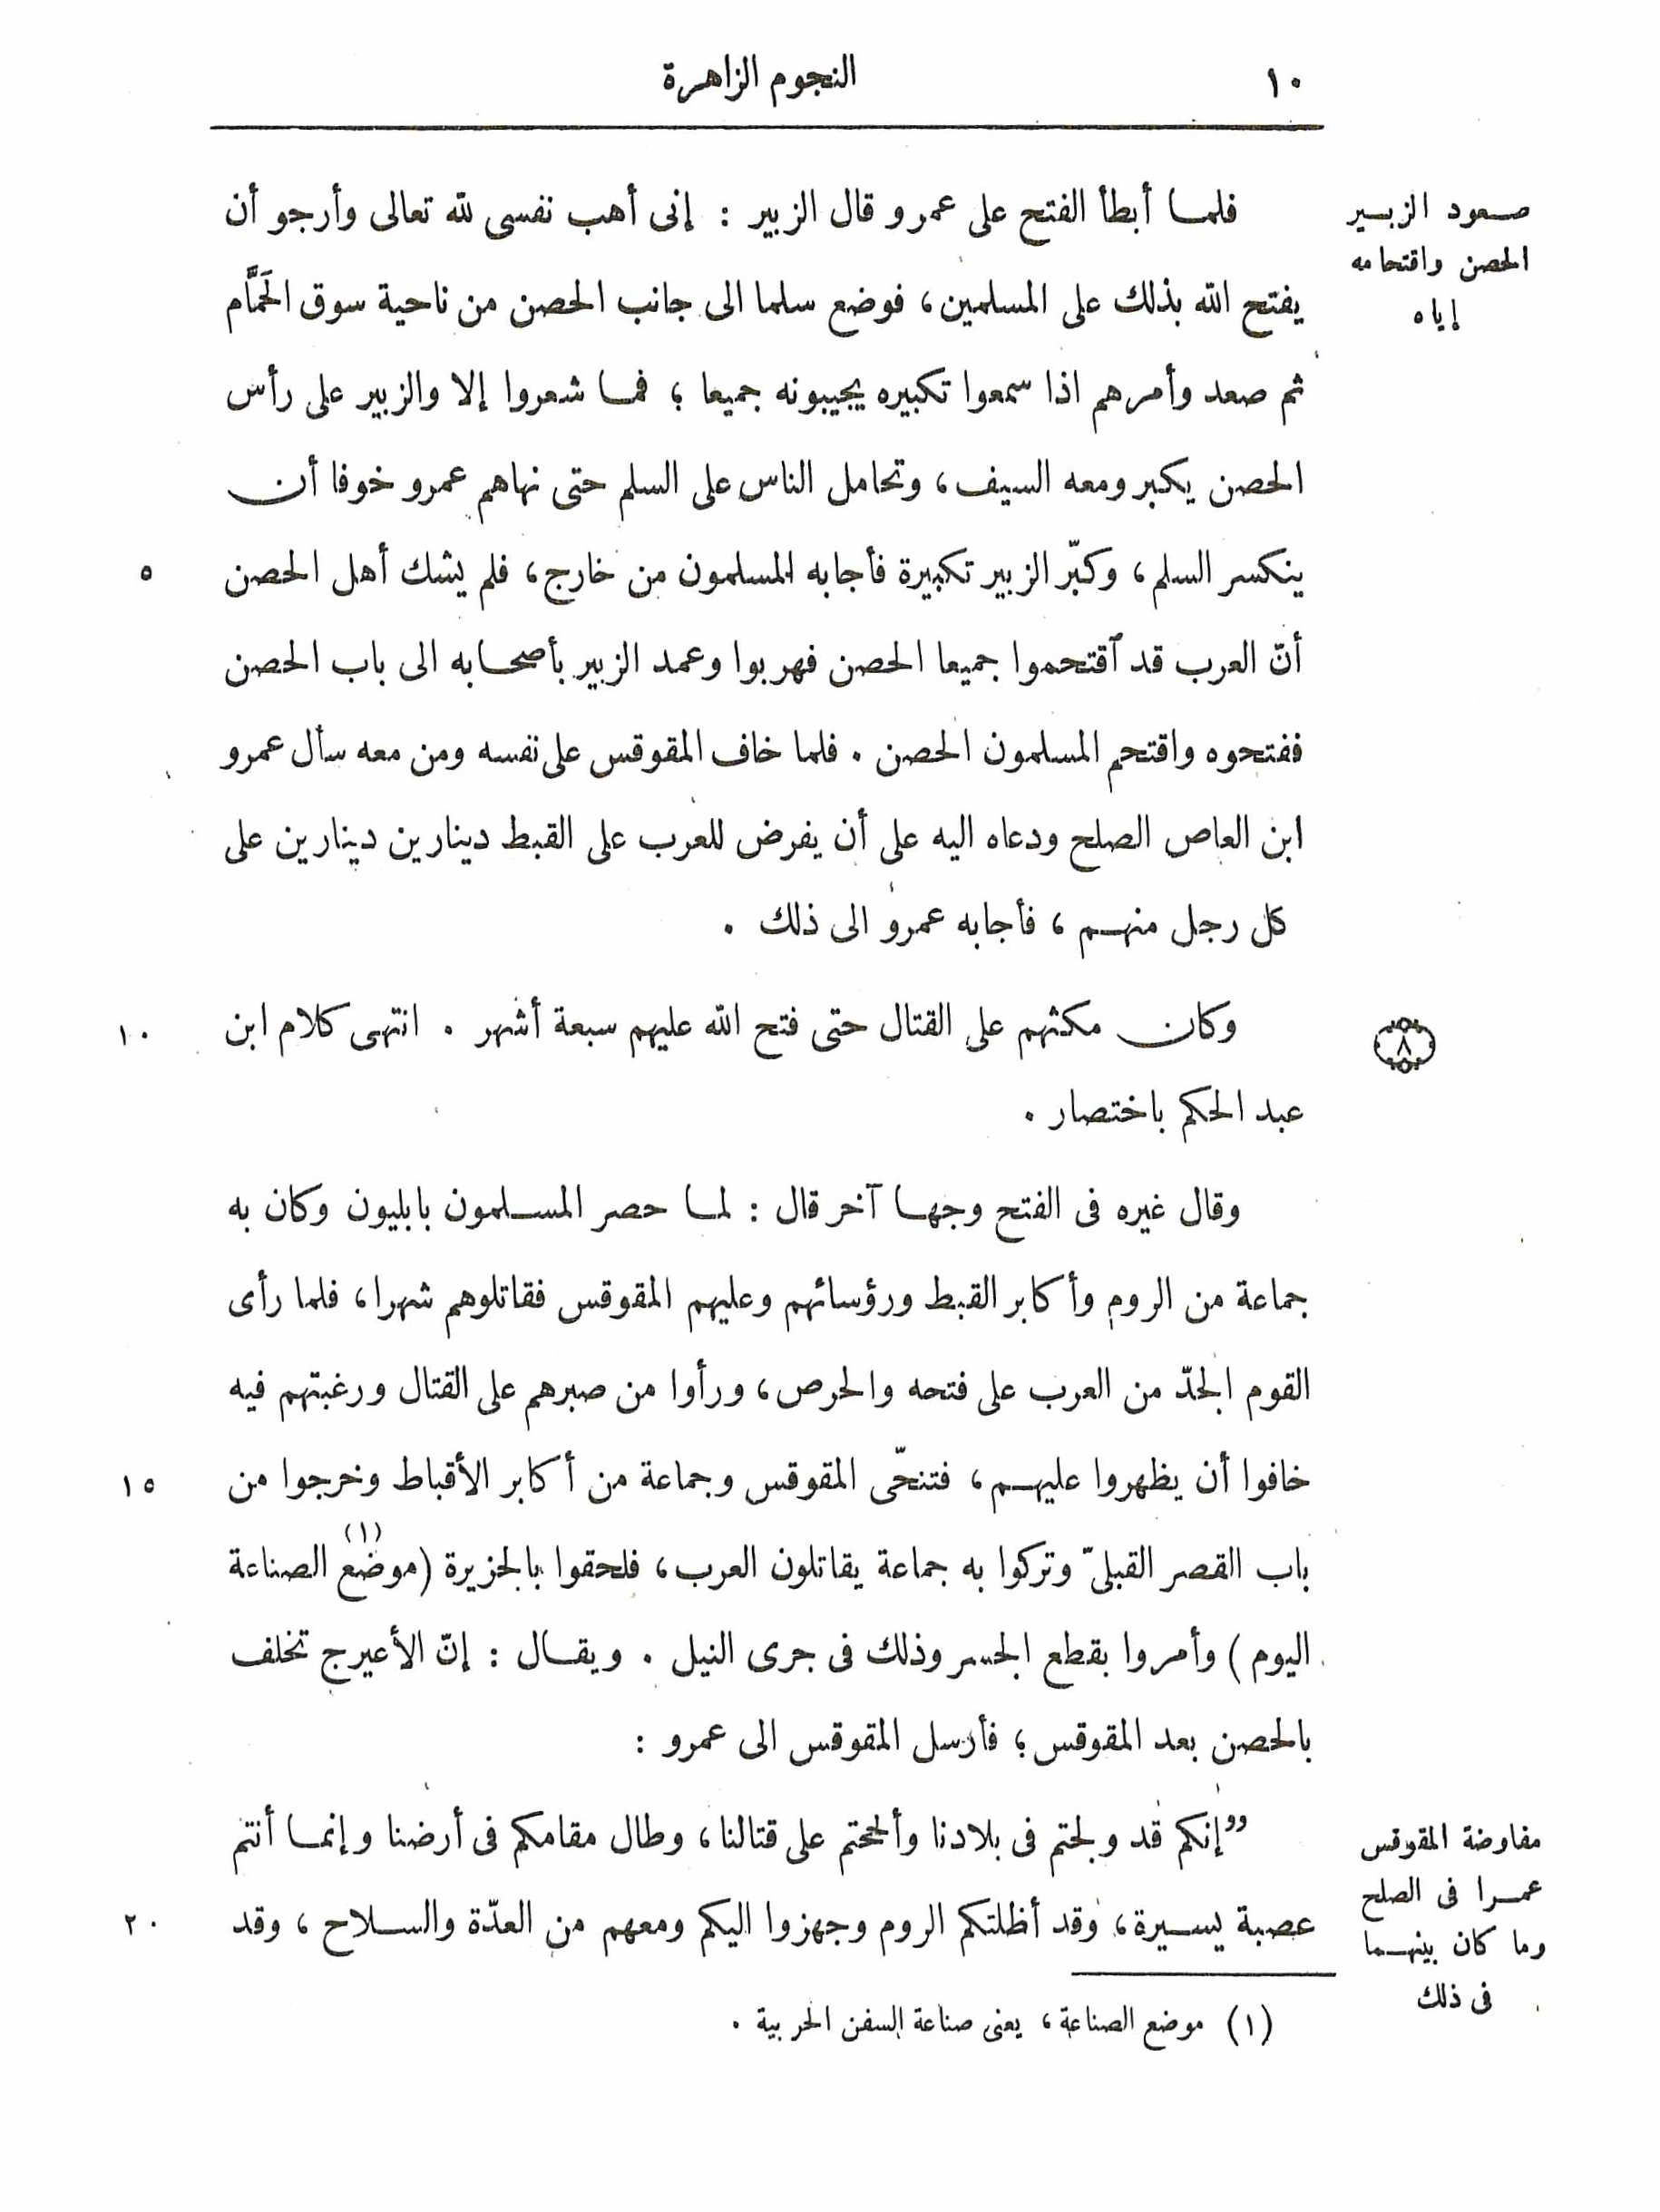 ١٠
النجوم الزاهرة
صعود الزبير
الحصن واقتحامه
إياه
فلما أبطأ الفتح على عمرو قال الزبير : إنى أهب نفسى لله تعالى وأرجو أن
يفتح الله بذلك على المسلمين، فوضع سلما الى جانب الحصن من ناحية سوق الحَمَّام
ثم صعد وأمرهم اذا سمعوا تكبيره يجيبونه جميعا ؛ فما شعروا إلا والزبير على رأس
الحصن يكبر ومعه السيف، وتحامل الناس على السلم حتى نهاهم عمرو خوفا أن
ينكسر السلم، وكبّر الزبير تكبيرة فأجابه المسلمون من خارج، فلم يشك أهل الحصن
٥
أنّ العرب قد ٱقتحموا جميعا الحصن فهربوا وعمد الزبير بأصحابه الى باب الحصن
ففتحوه واقتحم المسلمون الحصن . فلما خاف المقوقس على نفسه ومن معه سأل عمرو
ابن العاص الصلح ودعاه اليه على أن يفرض للعرب على القبط دينارين دينارين على
كل رجل منهم ، فأجابه عمرو الى ذلك .
٨
وكان مكثهم على القتال حتى فتح الله عليهم سبعة أشهر . انتهى كلام ابن
١٠
عبد الحكم باختصار .
وقال غيره فى الفتح وجها آخر قال : لما حصر المسلمون بابليون وكان به
جماعة من الروم وأكابر القبط ورؤسائهم وعليهم المقوقس فقاتلوهم شهرا، فلما رأى
القوم الجدّ من العرب على فتحه والحرص، ورأوا من صبرهم على القتال ورغبتهم فيه
خافوا أن يظهروا عليهم ، فتنحّى المقوقس وجماعة من أكابر الأقباط وخرجوا من
١٥
باب القصر القبلىّ وتركوا به جماعة يقاتلون العرب، فلحقوا بالجزيرة (موضع(١) الصناعة
اليوم ) وأمروا بقطع الجسر وذلك فى جرى النيل . ويقال : إنّ الأعيرج تخلف
بالحصن بعد المقوقس ؛ فأرسل المقوقس الى عمرو :
مفاوضة المقوقس
عمرا فى الصلح
وما كان بينهما
فى ذلك
”إنكم قد ولجتم فى بلادنا وألححتم على قتالنا، وطال مقامكم فى أرضنا وإنما أنتم
عصبة يسيرة، وقد أظلتكم الروم وجهزوا اليكم ومعهم من العدّة والسلاح ، وقد
٢٠
(١) موضع الصناعة ، يعنى صناعة السفن الحربية .